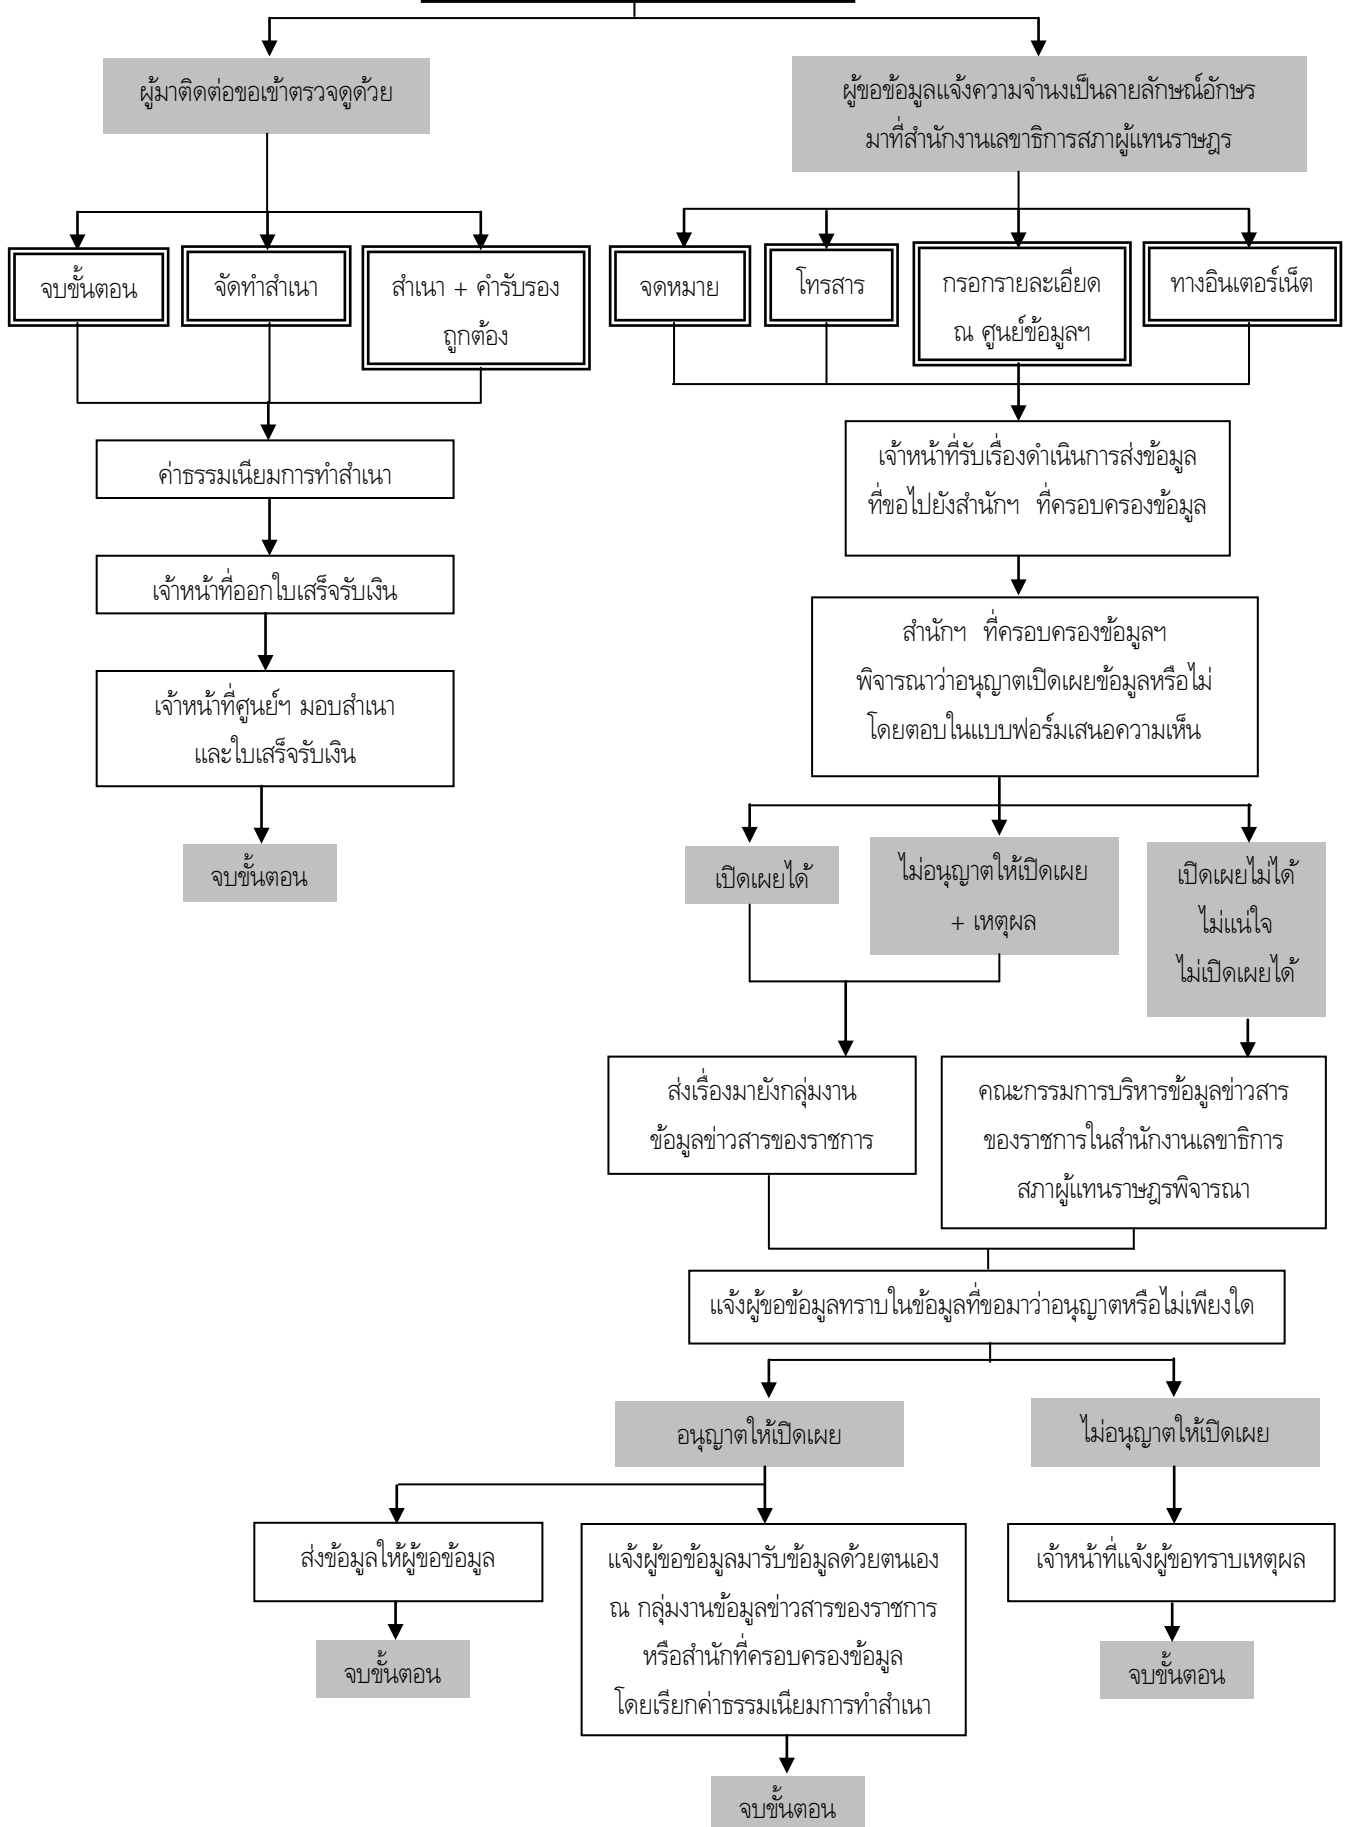 ผู้มาติดต่อขอเข้าตรวจดูด้วย
ผู้ขอข้อมูลแจ้งความจำนงเป็นลายลักษณ์อักษร
มาที่สำนักงานเลขาธิการสภาผู้แทนราษฎร
จบขั้นตอน
จัดทำสำเนา
สำเนา + คำรับรอง
ถูกต้อง
จดหมาย
โทรสาร
กรอกรายละเอียด
ณ ศูนย์ข้อมูลฯ
ทางอินเตอร์เน็ต
ค่าธรรมเนียมการทำสำเนา
เจ้าหน้าที่ออกใบเสร็จรับเงิน
เจ้าหน้าที่ศูนย์ฯ มอบสำเนา
และใบเสร็จรับเงิน
จบขั้นตอน
เจ้าหน้าที่รับเรื่องดำเนินการส่งข้อมูล
ที่ขอไปยังสำนักฯ ที่ครอบครองข้อมูล
สำนักฯ ที่ครอบครองข้อมูลฯ
พิจารณาว่าอนุญาตเปิดเผยข้อมูลหรือไม่
โดยตอบในแบบฟอร์มเสนอความเห็น
เปิดเผยได้
ไม่อนุญาตให้เปิดเผย
+ เหตุผล
เปิดเผยไม่ได้
ไม่แน่ใจ
ไม่เปิดเผยได้
ส่งเรื่องมายังกลุ่มงาน
ข้อมูลข่าวสารของราชการ
คณะกรรมการบริหารข้อมูลข่าวสาร
ของราชการในสำนักงานเลขาธิการ
สภาผู้แทนราษฎรพิจารณา
แจ้งผู้ขอข้อมูลทราบในข้อมูลที่ขอมาว่าอนุญาตหรือไม่เพียงใด
อนุญาตให้เปิดเผย
ไม่อนุญาตให้เปิดเผย
ส่งข้อมูลให้ผู้ขอข้อมูล
จบขั้นตอน
แจ้งผู้ขอข้อมูลมารับข้อมูลด้วยตนเอง
ณ กลุ่มงานข้อมูลข่าวสารของราชการ
หรือสำนักที่ครอบครองข้อมูล
โดยเรียกค่าธรรมเนียมการทำสำเนา
จบขั้นตอน
เจ้าหน้าที่แจ้งผู้ขอทราบเหตุผล
จบขั้นตอน